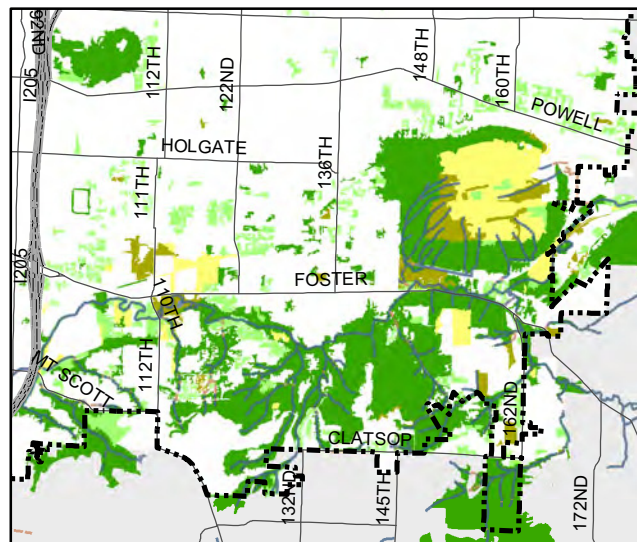 92ND
I205
112TH
122ND
148TH
160TH
POWELL
HOLGATE
136TH
111TH
I205
110TH
FOSTER
MT SCOTT
112TH
162ND
CLATSOP
132ND
145TH
172ND